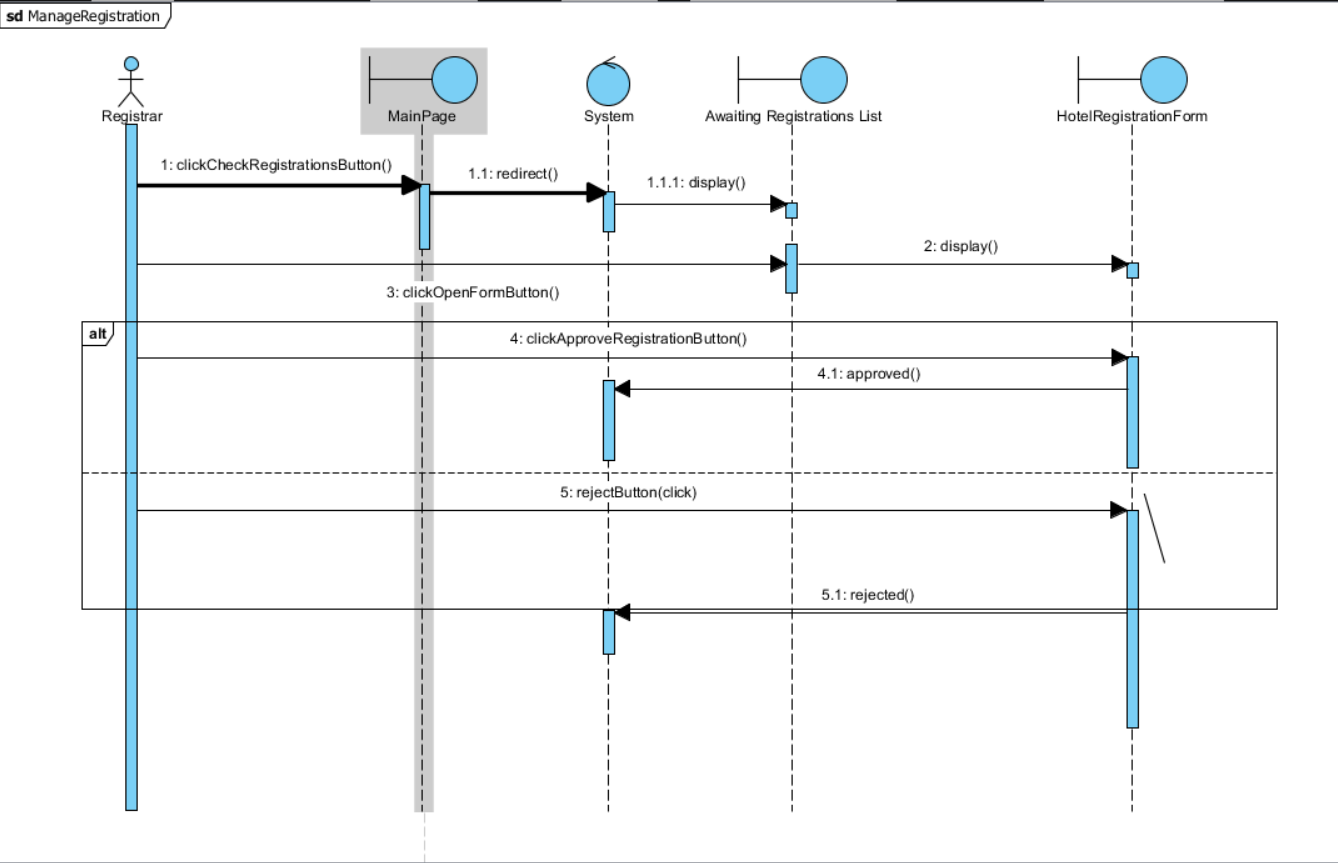 sd ManageRegistration
Registrar
MainPage
System
Awaiting Registrations List
HotelRegistrationForm
1: clickCheckRegistrationsButton()
1.1: redirect()
1.1.1: display()
2: display()
3: clickOpenFormButton()
alt
4: clickApproveRegistrationButton()
4.1: approved()
5: rejectButton(click)
5.1: rejected()